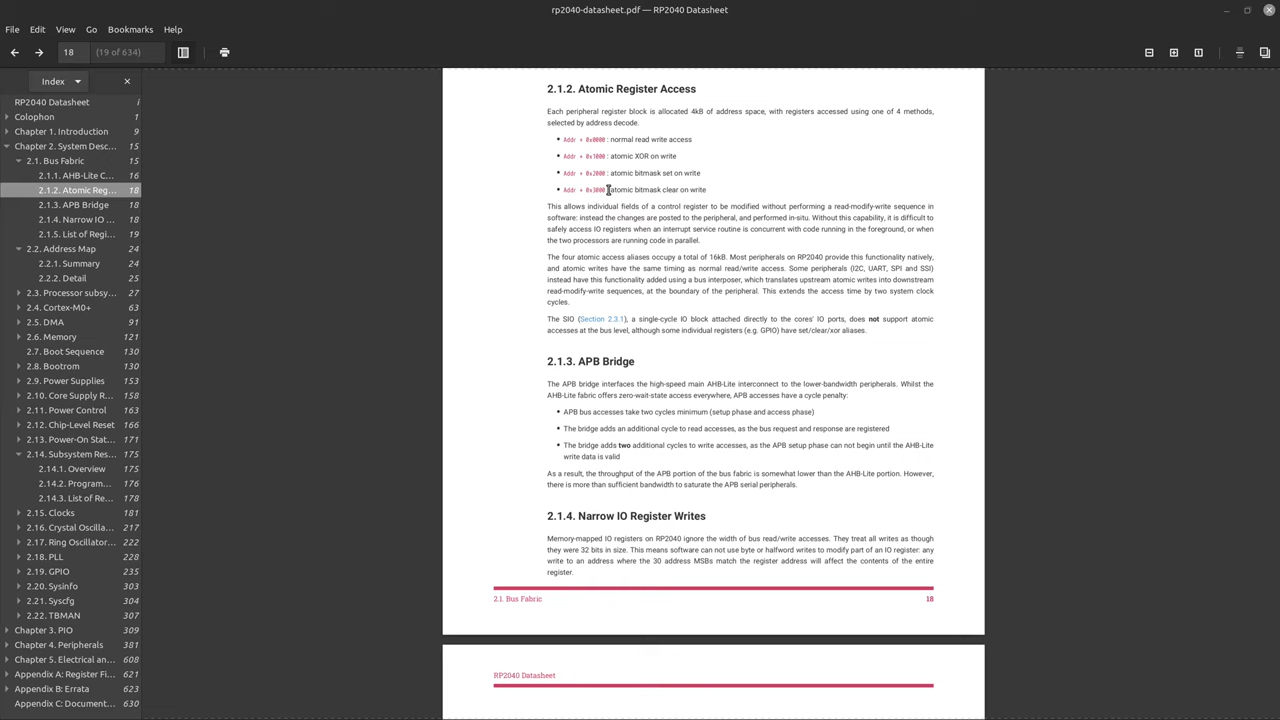 rp2040-datasheet.pdf — RP2040 Datasheet
File Edit View Go Bookmarks Help
18 (19 of 634)
Index
RP2040 Datasheet i
Colophon 1
Chapter 1. Introduction 9
Chapter 2. System Desc… 15
2.1. Bus Fabric 15
2.1.1. AHB-Lite C… 16
2.1.2. Atomic Reg… 18
2.1.3. APB Bridge 18
2.1.4. Narrow IO … 18
2.1.5. List of Regi… 19
2.2. Address Map 24
2.2.1. Summary 24
2.2.2. Detail 25
2.3. Processor subsy… 27
2.4. Cortex-M0+ 63
2.5. DMA 91
2.6. Memory 121
2.7. Boot Sequence 130
2.8. Bootrom 130
2.9. Power Supplies 153
2.10. Core Supply R… 158
2.11. Power Control 163
2.12. Chip-Level Reset 166
2.13. Power-On Stat… 171
2.14. Subsystem Res… 175
2.14.1. Overview 175
2.14.2. Program… 176
2.14.3. List of Re… 178
2.15. Clocks 181
2.16. Crystal Oscilla… 217
2.17. Ring Oscillator… 222
2.18. PLL 228
2.19. GPIO 235
2.20. Sysinfo 303
2.21. Syscfg 304
2.22. TBMAN 307
Chapter 3. PIO 309
Chapter 4. Peripherals 381
Chapter 5. Electrical an… 608
Appendix A: Register Fi… 621
Appendix B: Errata 623
Appendix C: Document… 630
2.1.2. Atomic Register Access
Each peripheral register block is allocated 4kB of address space, with registers accessed using one of 4 methods,
selected by address decode.
• Addr + 0x0000 : normal read write access
• Addr + 0x1000 : atomic XOR on write
• Addr + 0x2000 : atomic bitmask set on write
• Addr + 0x3000 : atomic bitmask clear on write
This allows individual fields of a control register to be modified without performing a read-modify-write sequence in
software: instead the changes are posted to the peripheral, and performed in-situ. Without this capability, it is difficult to
safely access IO registers when an interrupt service routine is concurrent with code running in the foreground, or when
the two processors are running code in parallel.
The four atomic access aliases occupy a total of 16kB. Most peripherals on RP2040 provide this functionality natively,
and atomic writes have the same timing as normal read/write access. Some peripherals (I2C, UART, SPI and SSI)
instead have this functionality added using a bus interposer, which translates upstream atomic writes into downstream
read-modify-write sequences, at the boundary of the peripheral. This extends the access time by two system clock
cycles.
The SIO (Section 2.3.1), a single-cycle IO block attached directly to the cores' IO ports, does not support atomic
accesses at the bus level, although some individual registers (e.g. GPIO) have set/clear/xor aliases.
2.1.3. APB Bridge
The APB bridge interfaces the high-speed main AHB-Lite interconnect to the lower-bandwidth peripherals. Whilst the
AHB-Lite fabric offers zero-wait-state access everywhere, APB accesses have a cycle penalty:
• APB bus accesses take two cycles minimum (setup phase and access phase)
• The bridge adds an additional cycle to read accesses, as the bus request and response are registered
• The bridge adds two additional cycles to write accesses, as the APB setup phase can not begin until the AHB-Lite
write data is valid
As a result, the throughput of the APB portion of the bus fabric is somewhat lower than the AHB-Lite portion. However,
there is more than sufficient bandwidth to saturate the APB serial peripherals.
2.1.4. Narrow IO Register Writes
Memory-mapped IO registers on RP2040 ignore the width of bus read/write accesses. They treat all writes as though
they were 32 bits in size. This means software can not use byte or halfword writes to modify part of an IO register: any
write to an address where the 30 address MSBs match the register address will affect the contents of the entire
register.
2.1. Bus Fabric 18
RP2040 Datasheet